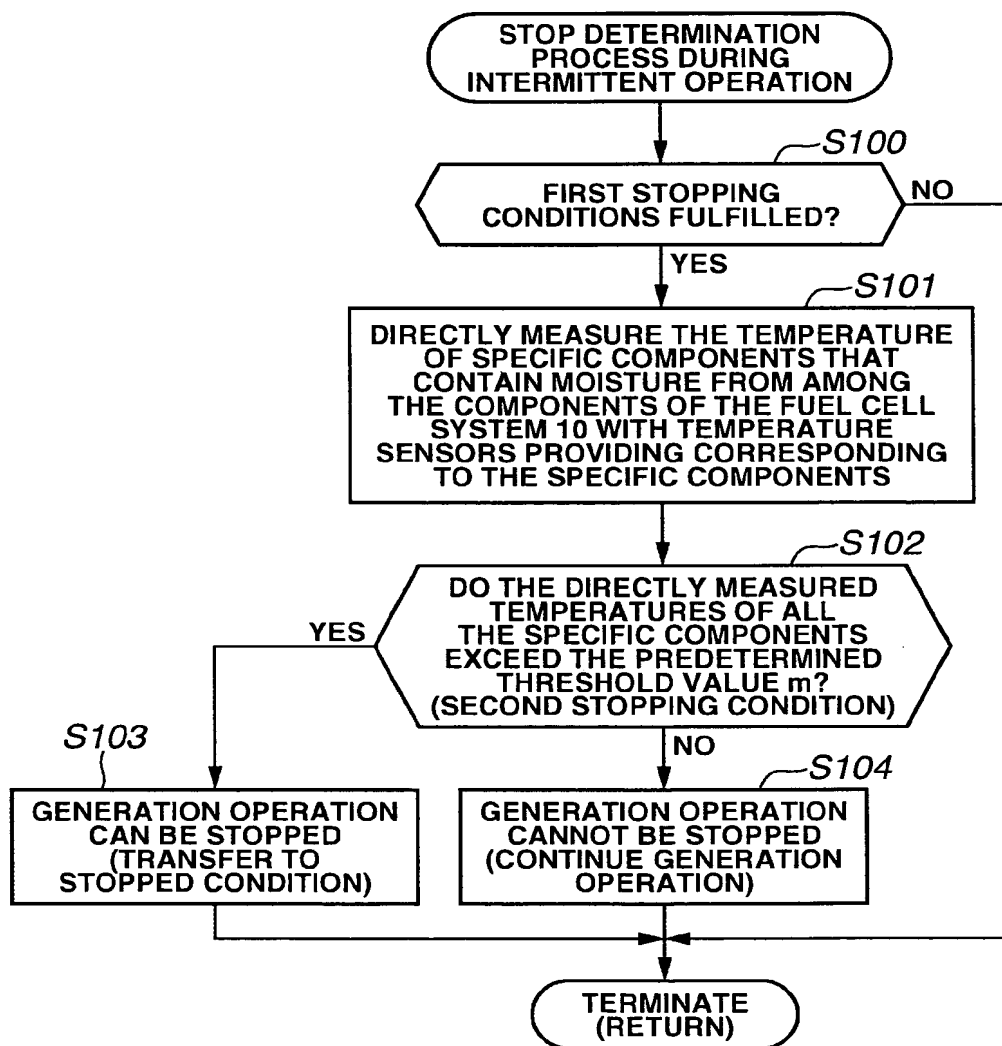 STOP DETERMINATION
PROCESS DURING
INTERMITTENT OPERATION
S100
FIRST STOPPING
CONDITIONS FULFILLED?
NO
YES
S101
DIRECTLY MEASURE THE TEMPERATURE
OF SPECIFIC COMPONENTS THAT
CONTAIN MOISTURE FROM AMONG
THE COMPONENTS OF THE FUEL CELL
SYSTEM 10 WITH TEMPERATURE
SENSORS PROVIDING CORRESPONDING
TO THE SPECIFIC COMPONENTS
S102
DO THE DIRECTLY MEASURED
TEMPERATURES OF ALL
THE SPECIFIC COMPONENTS
EXCEED THE PREDETERMINED
THRESHOLD VALUE m?
(SECOND STOPPING CONDITION)
YES
NO
S103
GENERATION OPERATION
CAN BE STOPPED
(TRANSFER TO
STOPPED CONDITION)
S104
GENERATION OPERATION
CANNOT BE STOPPED
(CONTINUE GENERATION
OPERATION)
TERMINATE
(RETURN)